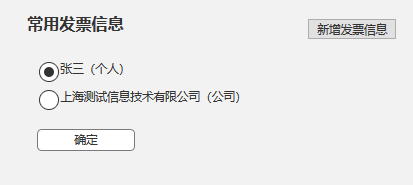 常用发票信息
新增发票信息
张三（个人）
上海测试信息技术有限公司（公司）
确定